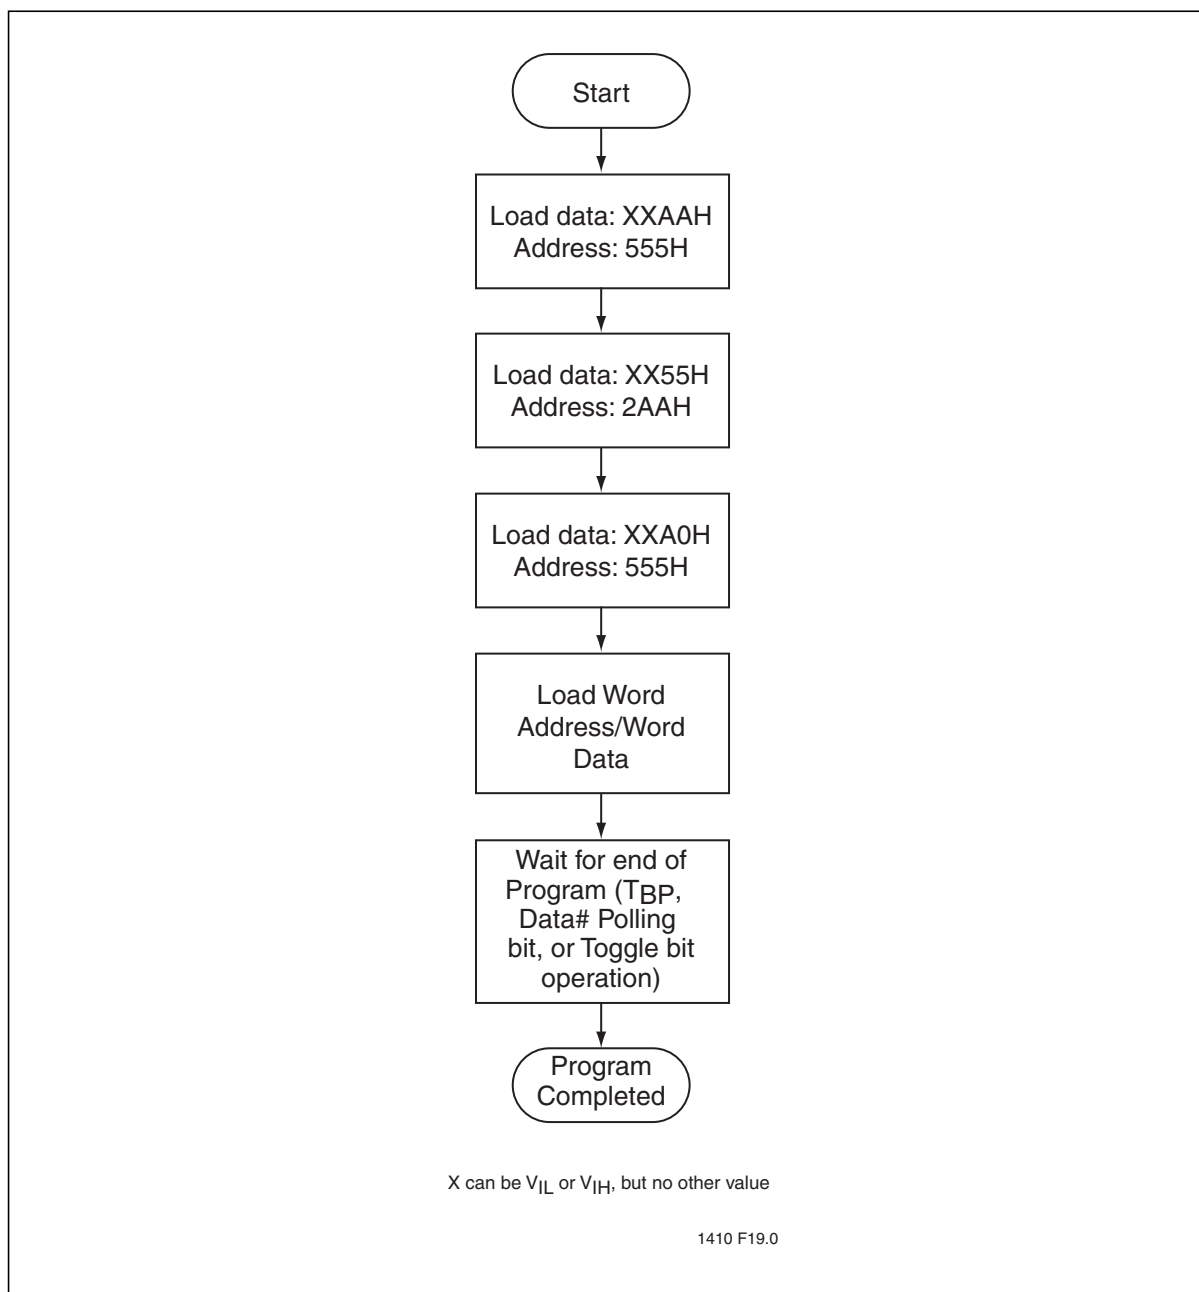 Start
Load data: XXAAH
Address: 555H
Load data: XX55H
Address: 2AAH
Load data: XXA0H
Address: 555H
Load Word
Address/Word
Data
Wait for end of
Program (TBP,
Data# Polling
bit, or Toggle bit
operation)
Program
Completed
X can be VIL or VIH, but no other value
1410 F19.0